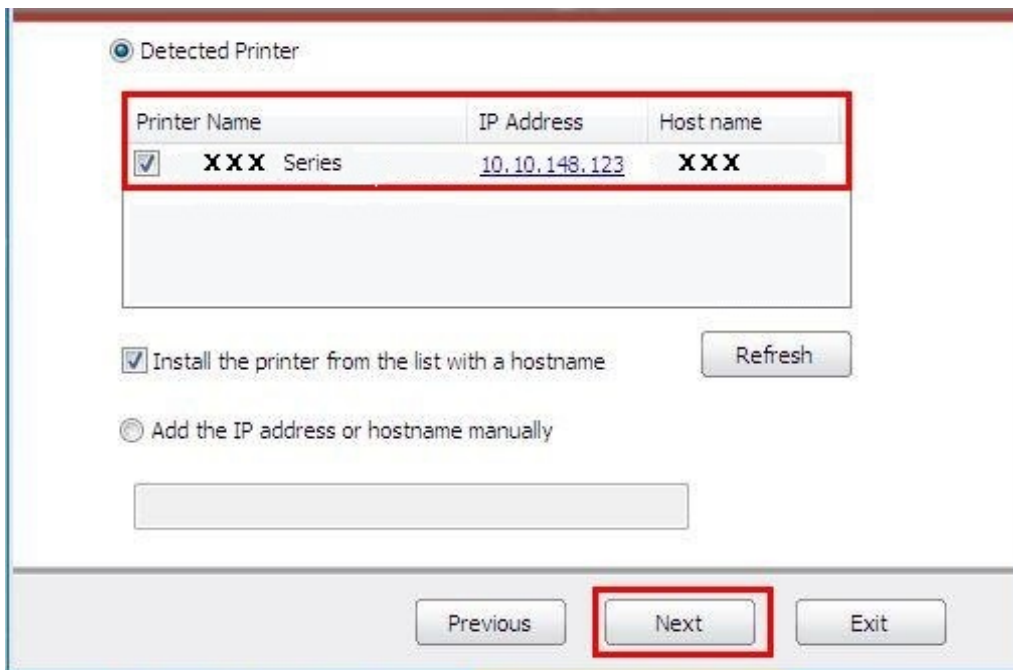 Detected Printer
Printer Name IP Address Host name
XXX Series 10.10.148.123 XXX
Install the printer from the list with a hostname
Refresh
Add the IP address or hostname manually
Previous Next Exit